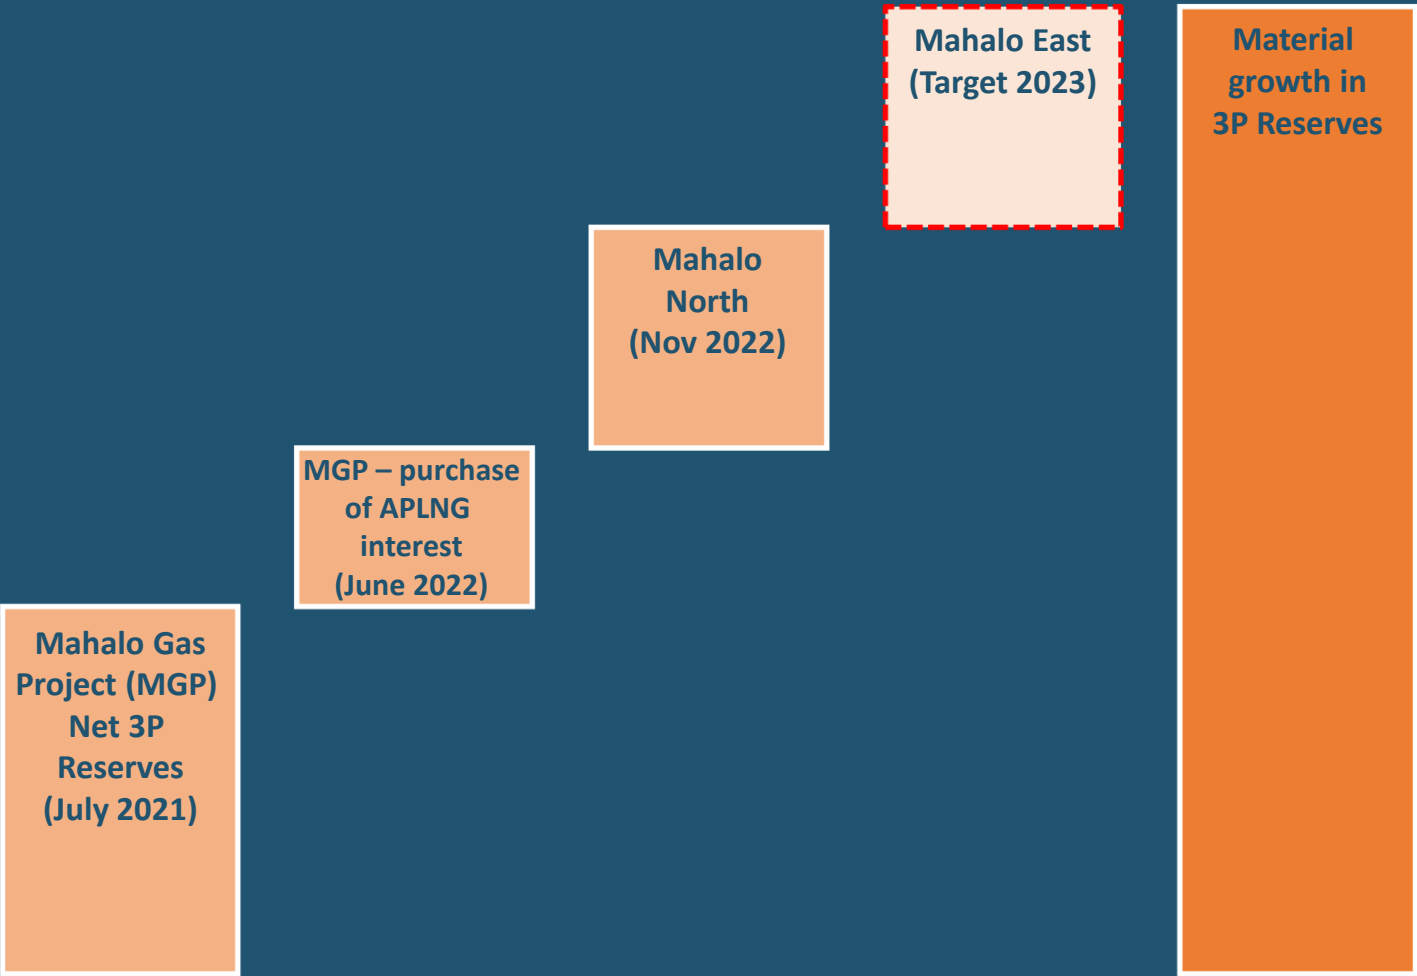 Mahalo East
(Target 2023)
Material
growth in
3P Reserves
Mahalo
North
(Nov 2022)
MGP – purchase
of APLNG
interest
(June 2022)
Mahalo Gas
Project (MGP)
Net 3P
Reserves
(July 2021)